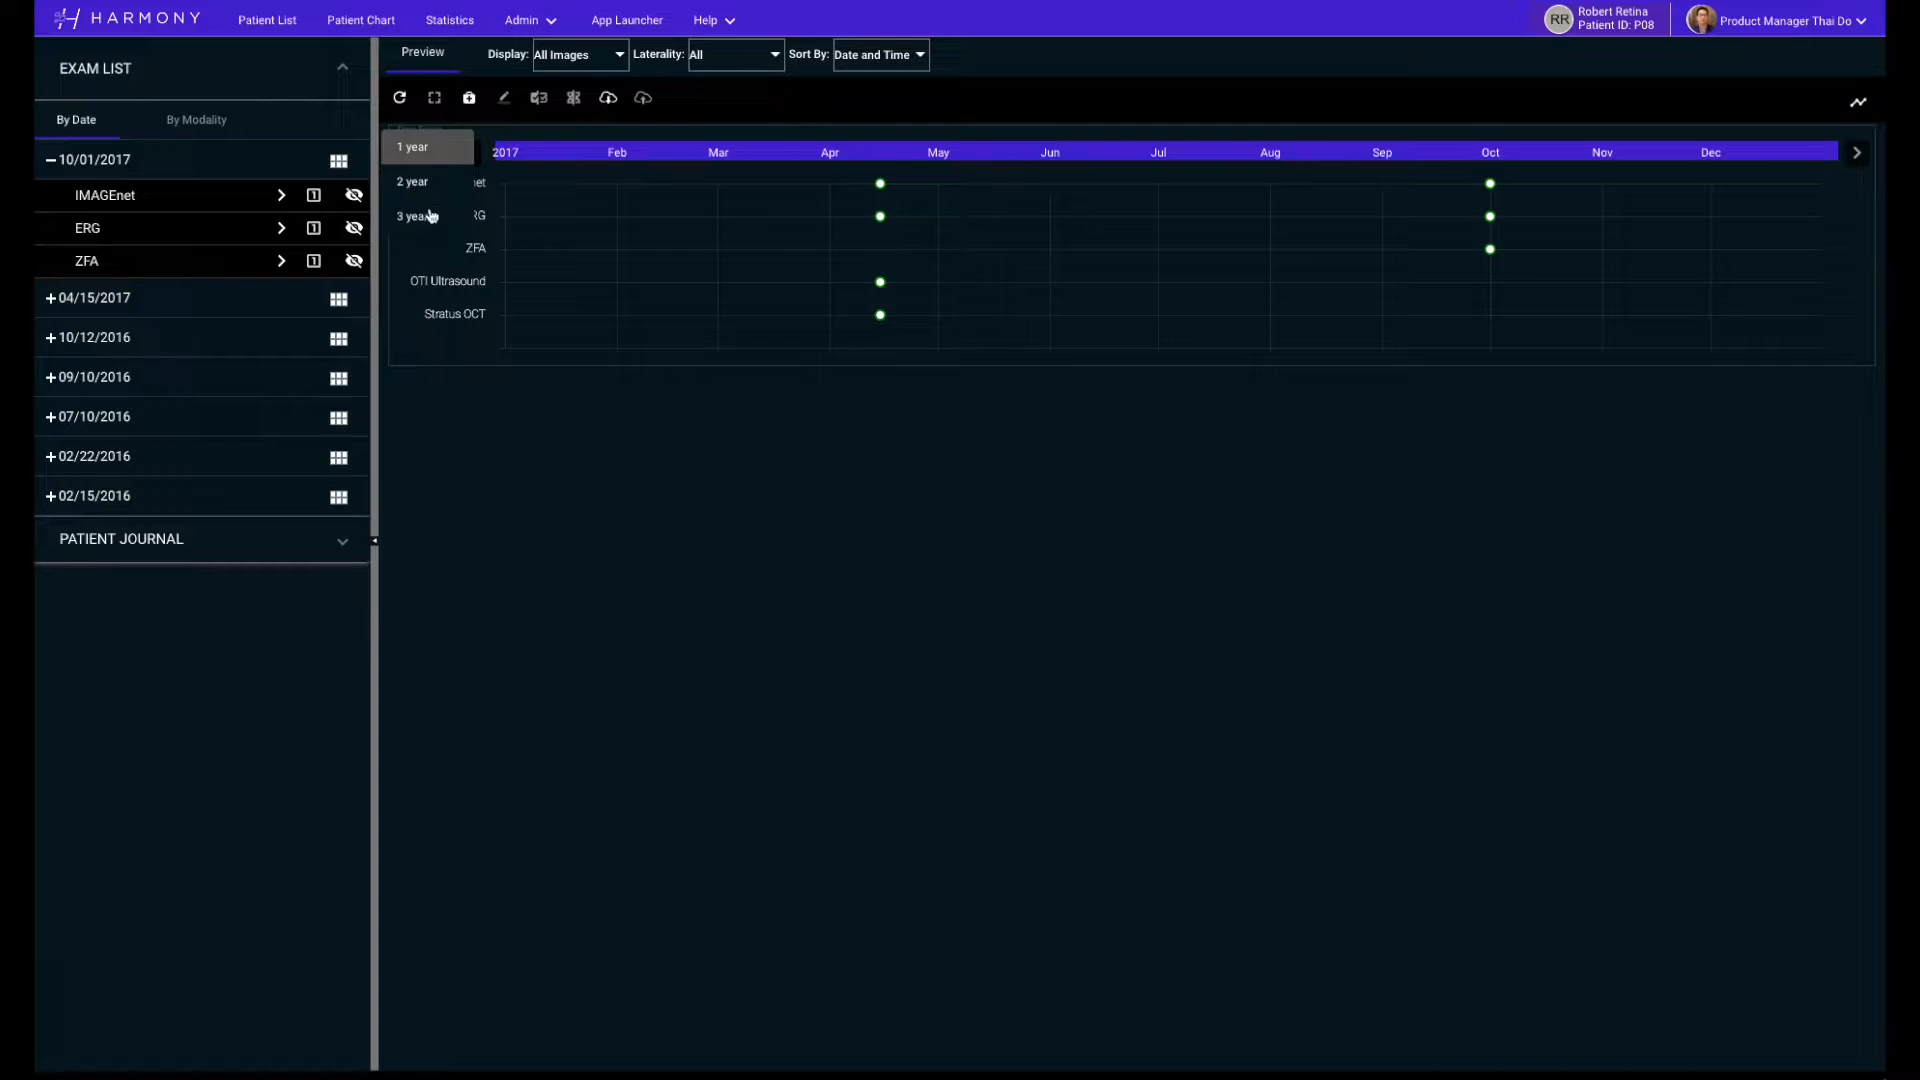 HARMONY
Patient List
Patient Chart
Statistics
Admin
App Launcher
Help
RR
Robert Retina
Patient ID: P08
Product Manager Thai Do
EXAM LIST
By Date
By Modality
10/01/2017
IMAGEnet
1
ERG
1
ZFA
1
04/15/2017
10/12/2016
09/10/2016
07/10/2016
02/22/2016
02/15/2016
PATIENT JOURNAL
Preview
Display: All Images
Laterality: All
Sort By: Date and Time
1 year
2 year
3 year
2017 Feb Mar Apr May Jun Jul Aug Sep Oct Nov Dec
ZFA
OTI Ultrasound
Stratus OCT